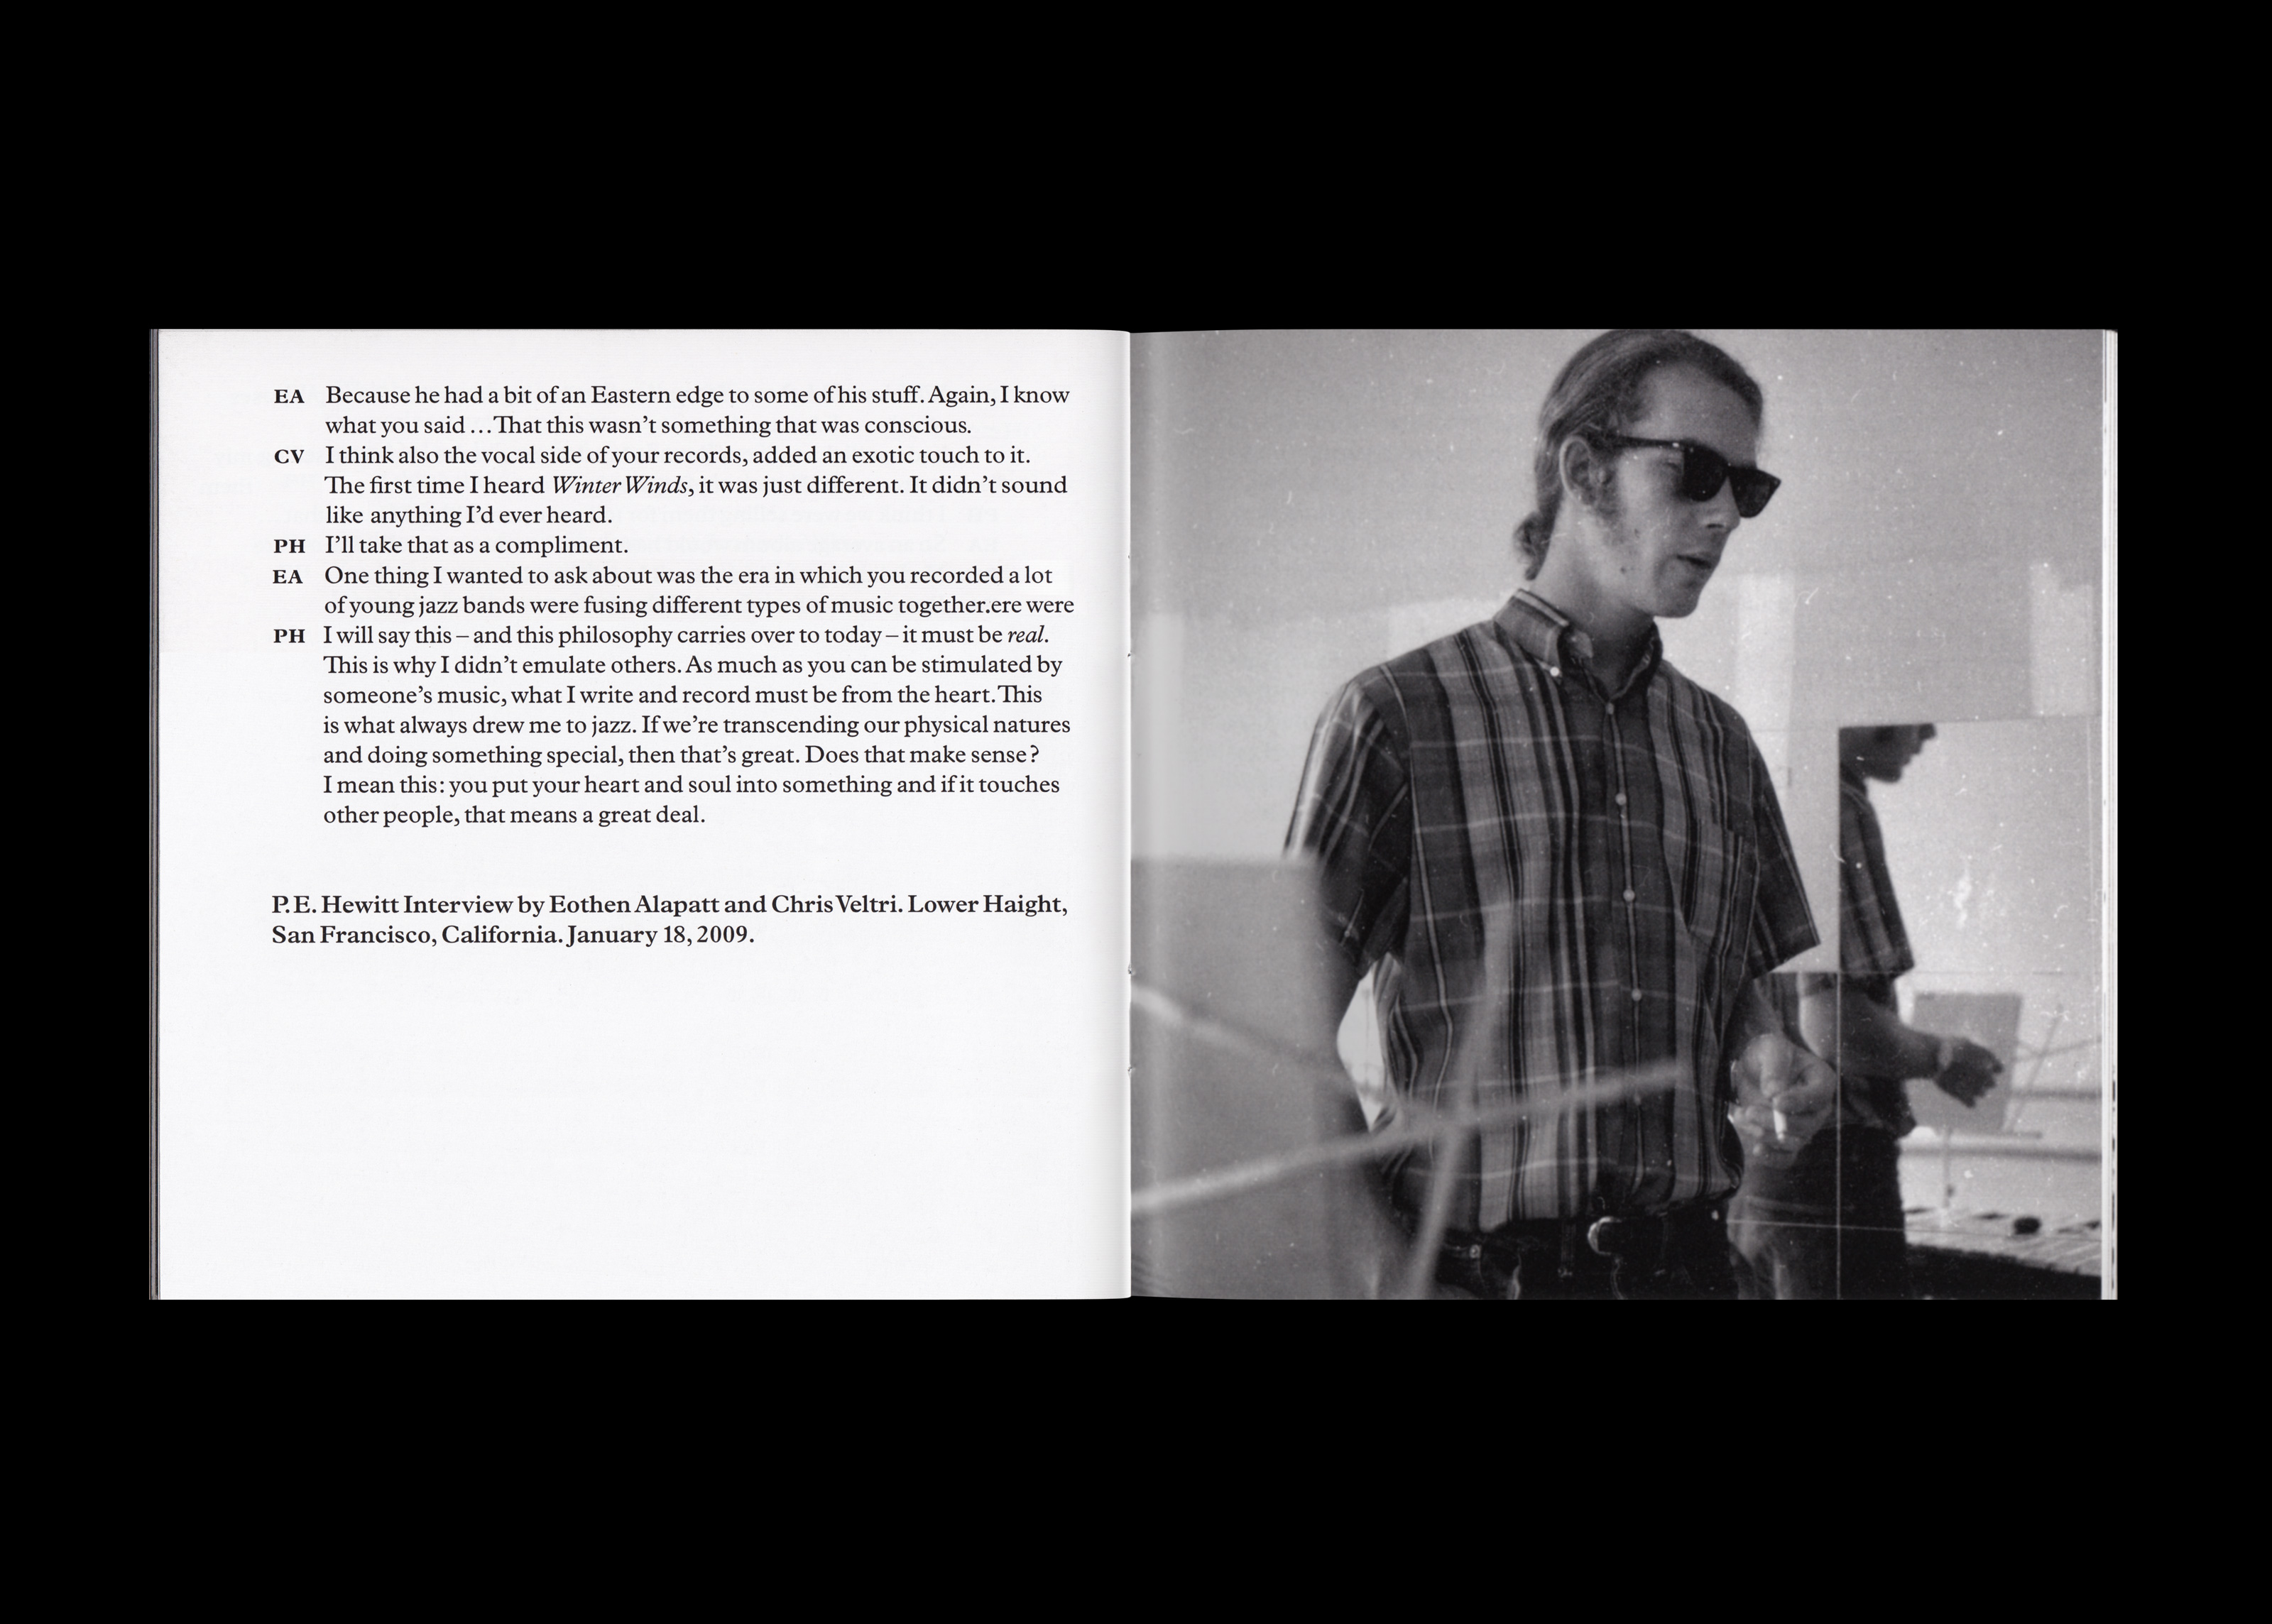 EA Because he had a bit of an Eastern edge to some of his stuff. Again, I know
what you said ... That this wasn't something that was conscious.
CV I think also the vocal side of your records, added an exotic touch to it.
The first time I heard Winter Winds, it was just different. It didn't sound
like anything I'd ever heard.
PH I'll take that as a compliment.
EA One thing I wanted to ask about was the era in which you recorded a lot
of young jazz bands were fusing different types of music together.ere were
PH I will say this – and this philosophy carries over to today – it must be real.
This is why I didn't emulate others. As much as you can be stimulated by
someone's music, what I write and record must be from the heart. This
is what always drew me to jazz. If we're transcending our physical natures
and doing something special, then that's great. Does that make sense?
I mean this: you put your heart and soul into something and if it touches
other people, that means a great deal.
P.E. Hewitt Interview by Eothen Alapatt and Chris Veltri. Lower Haight,
San Francisco, California. January 18, 2009.